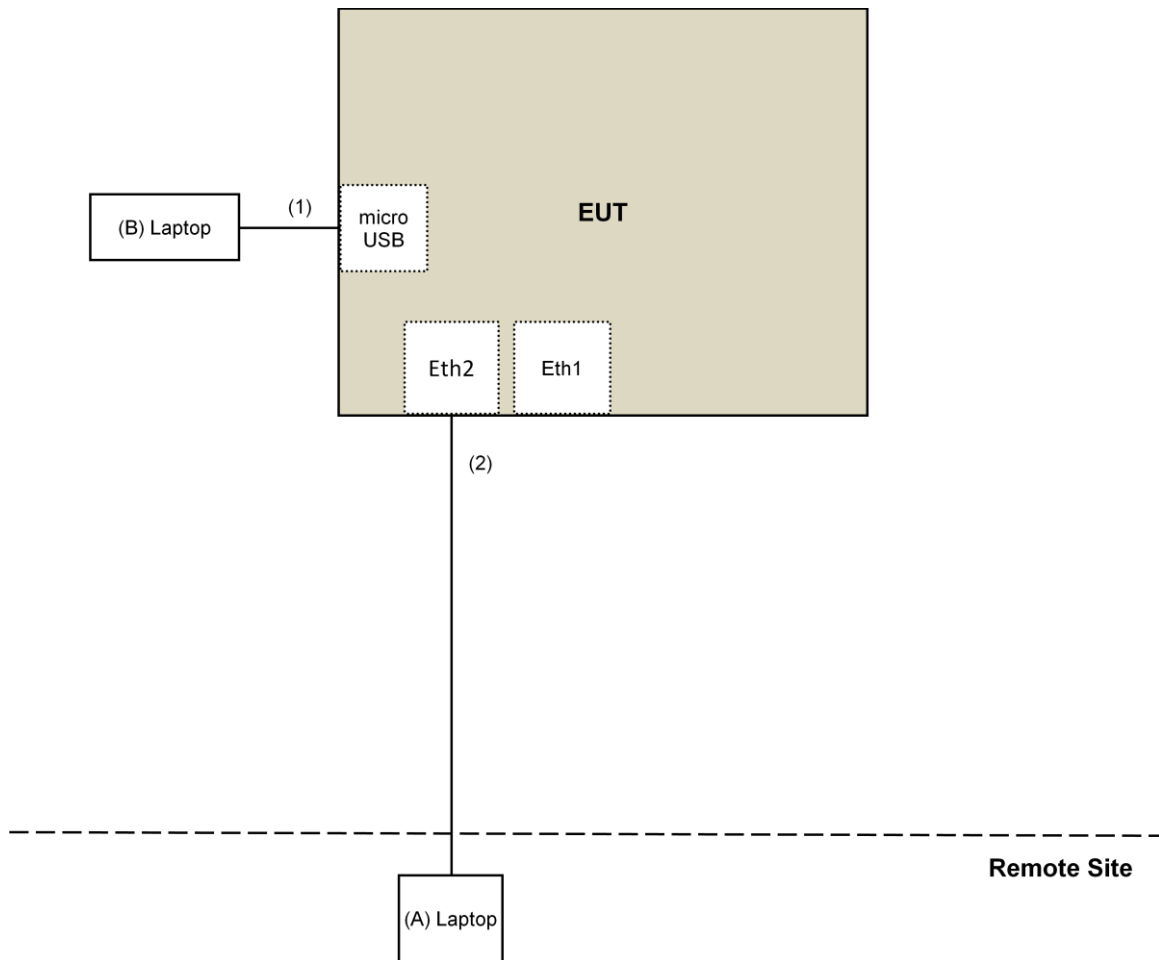 EUT
(B) Laptop
(1)
micro
USB
Eth2
Eth1
(2)
Remote Site
(A) Laptop